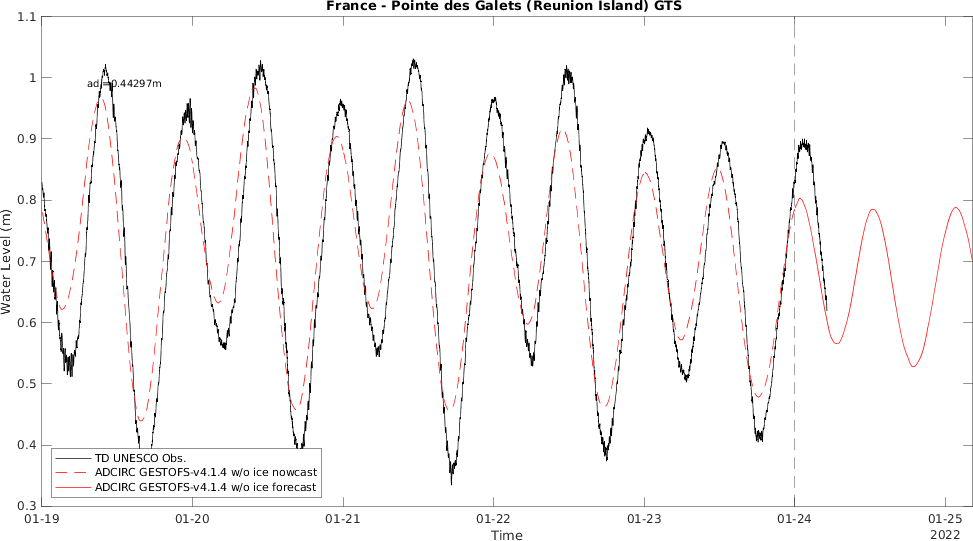 France - Pointe des Galets (Reunion Island) GTS
1.1
1
0.9
0.8
0.7
0.6
0.5
0.4
0.3
Water Level (m)
ad.=0.44297m
TD UNESCO Obs.
ADCIRC GESTOFS-v4.1.4 w/o ice nowcast
ADCIRC GESTOFS-v4.1.4 w/o ice forecast
01-19
01-20
01-21
01-22
01-23
01-24
01-25
Time
2022